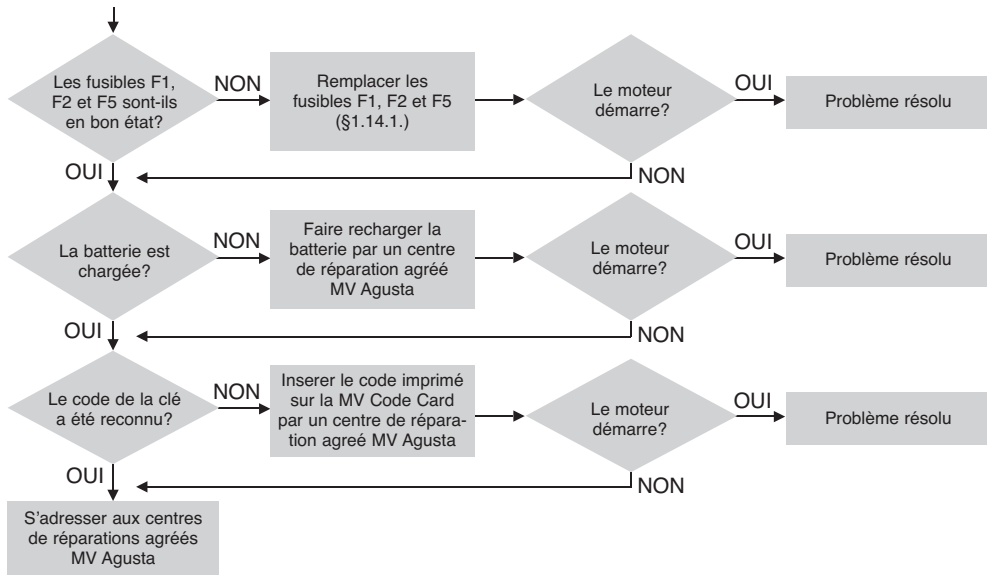 Les fusibles F1,
F2 et F5 sont-ils
en bon état?
NON
Remplacer les
fusibles F1, F2 et F5
(§1.14.1.)
Le moteur
démarre?
OUI
Problème résolu
OUI
NON
La batterie est
chargée?
NON
Faire recharger la
batterie par un centre
de réparation agréé
MV Agusta
Le moteur
démarre?
OUI
Problème résolu
OUI
NON
Le code de la clé
a été reconnu?
NON
Inserer le code imprimé
sur la MV Code Card
par un centre de répara-
tion agreé MV Agusta
Le moteur
démarre?
OUI
Problème résolu
OUI
NON
S'adresser aux centres
de réparations agréés
MV Agusta